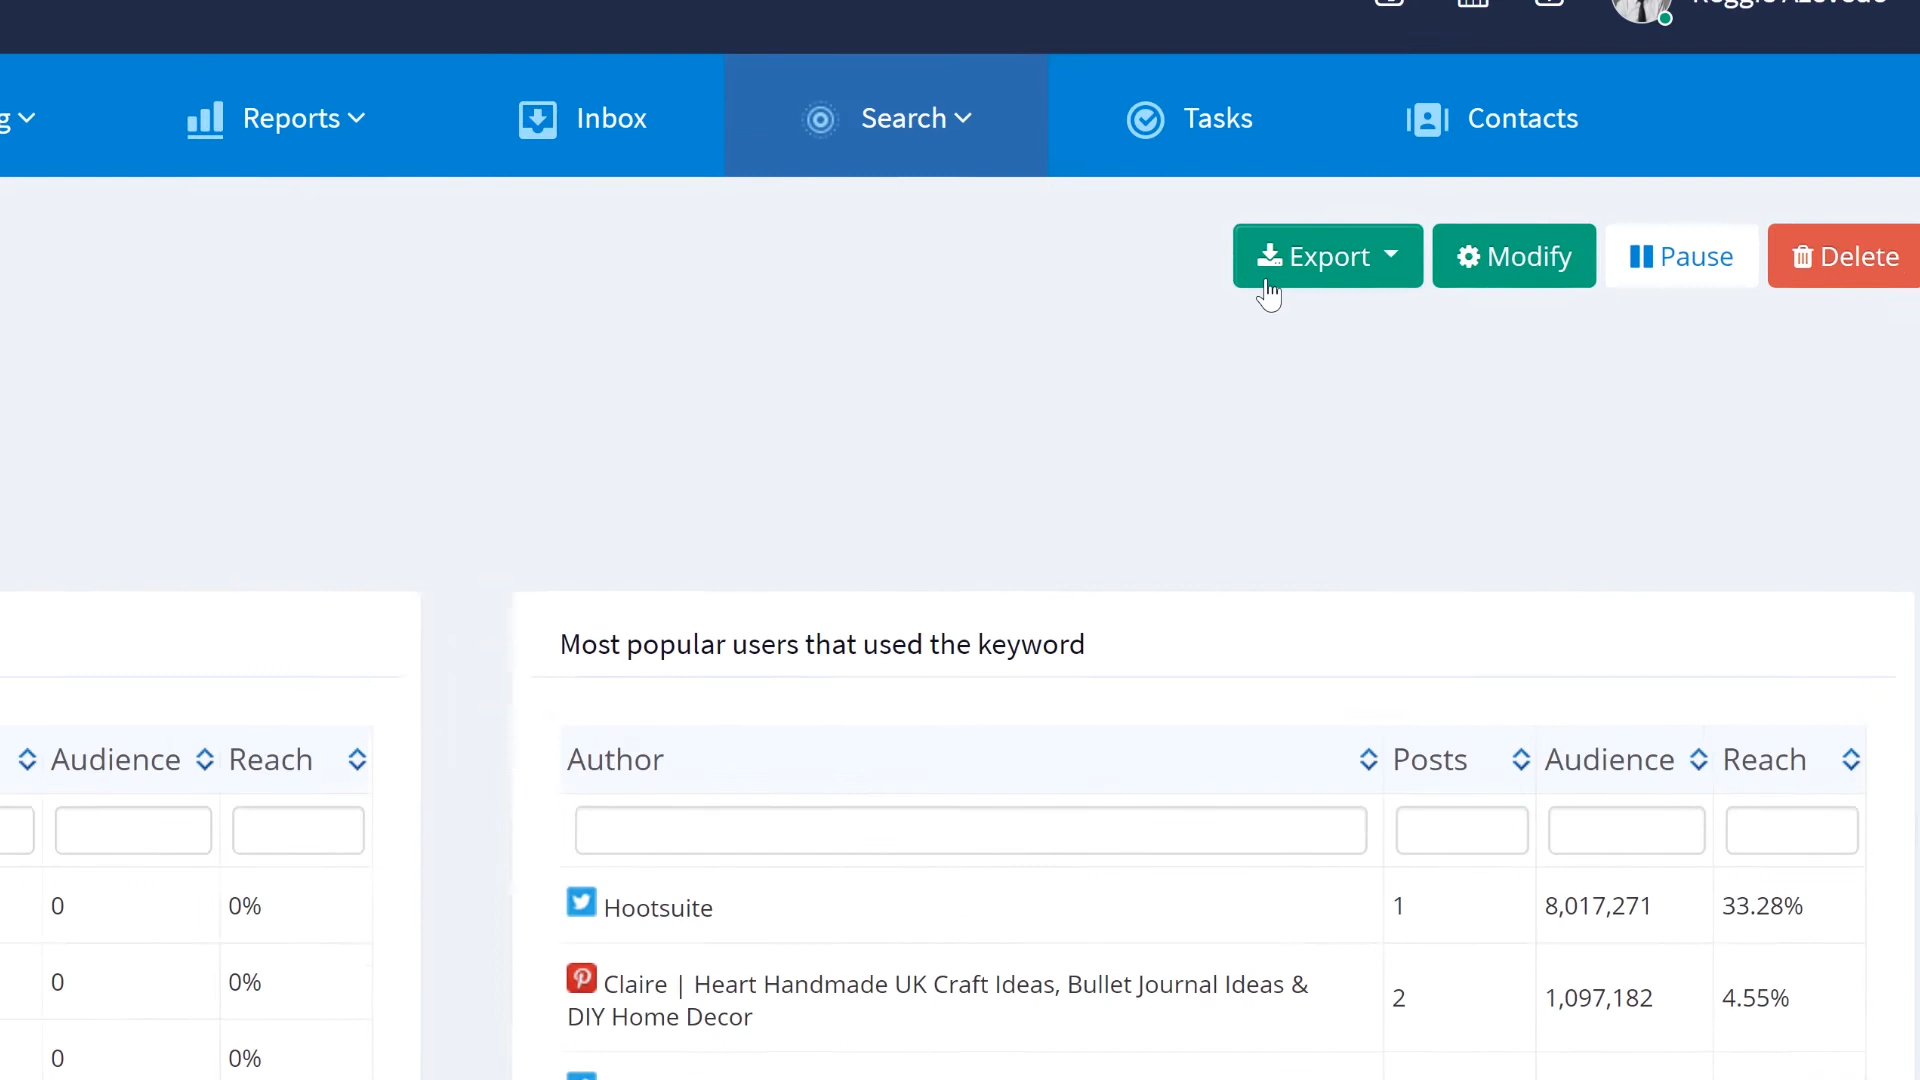 g
Reports
Inbox
Search
Tasks
Contacts
Export
Modify
Pause
Delete
Most popular users that used the keyword
Audience Reach
Author Posts Audience Reach
0 0%
Hootsuite 1 8,017,271 33.28%
0 0%
Claire | Heart Handmade UK Craft Ideas, Bullet Journal Ideas &
DIY Home Decor
2 1,097,182 4.55%
0 0%